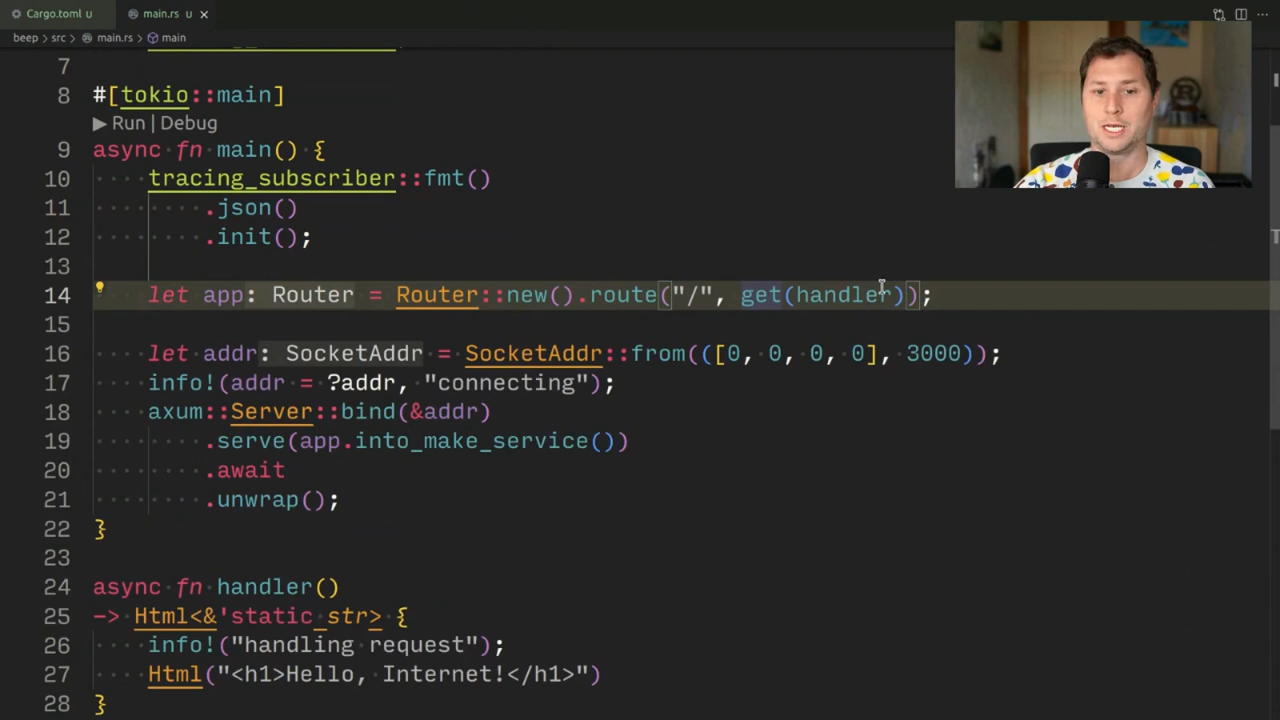 Cargo.toml U
main.rs U ×
beep > src > main.rs > main
7
8 #[tokio::main]
▶ Run | Debug
9 async fn main() {
10 tracing_subscriber::fmt()
11 .json()
12 .init();
13
14 let app: Router = Router::new().route("/", get(handler));
15
16 let addr: SocketAddr = SocketAddr::from(([0, 0, 0, 0], 3000));
17 info!(addr = ?addr, "connecting");
18 axum::Server::bind(&addr)
19 .serve(app.into_make_service())
20 .await
21 .unwrap();
22 }
23
24 async fn handler()
25 -> Html<&'static str> {
26 info!("handling request");
27 Html("<h1>Hello, Internet!</h1>")
28 }